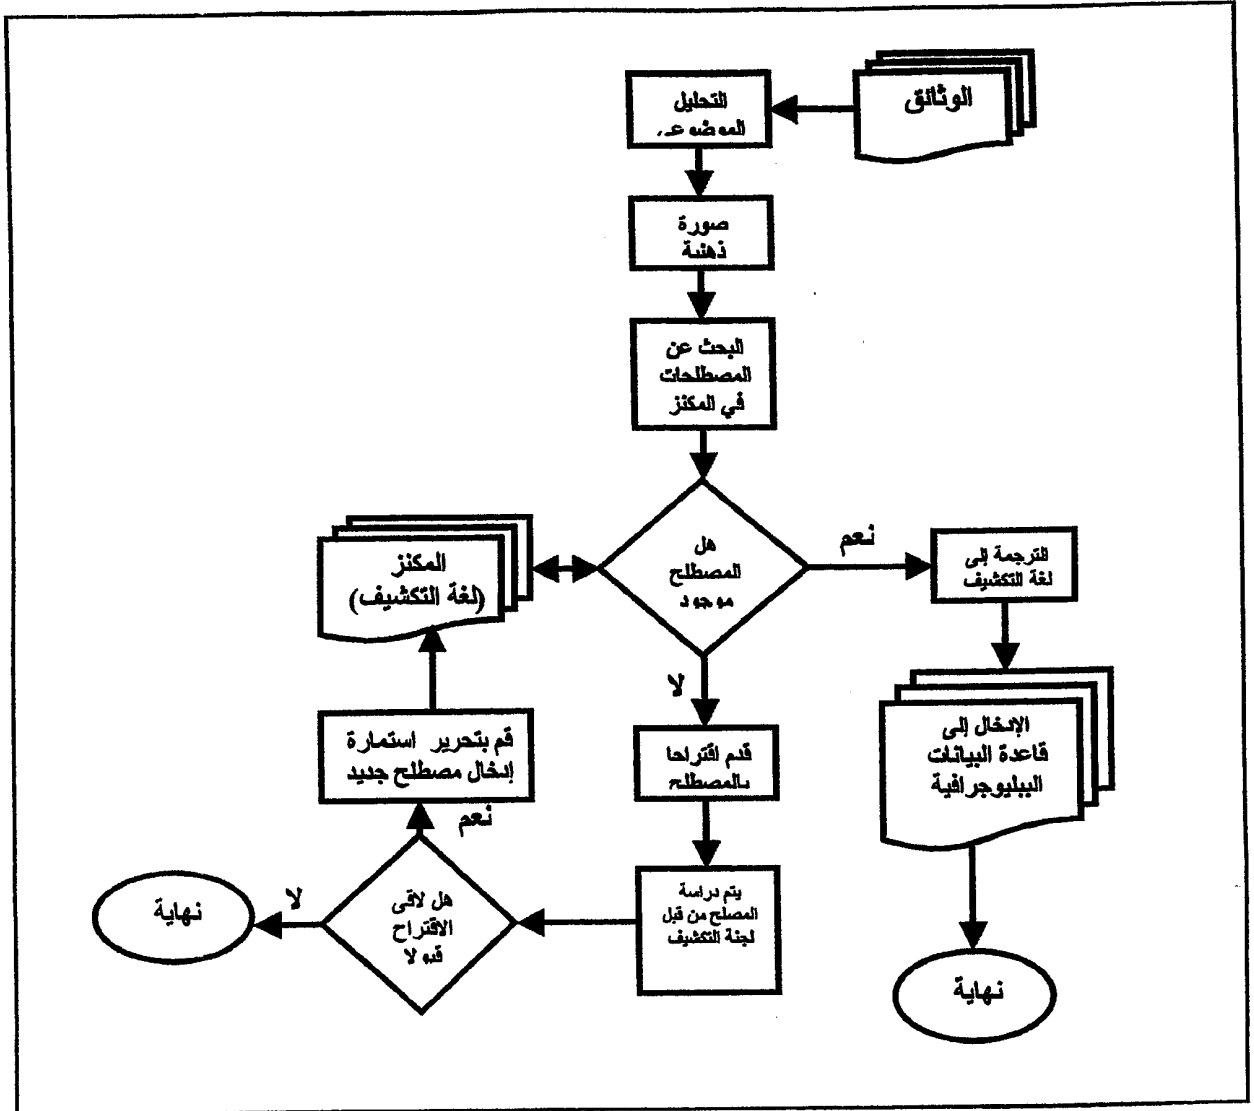 الوثائق
التحليل
الموضوعي
صورة
ذهنية
البحث عن
المصطلحات
في المكنز
هل
المصطلح
موجود
نعم
الترجمة إلى
لغة التكشيف
الإدخال إلى
قاعدة البيانات
الببليوجرافية
نهاية
المكنز
(لغة التكشيف)
لا
قدم اقتراحا
بالمصطلح
يتم دراسة
المصلح من قبل
لجنة التكشيف
هل لاقى
الاقتراح
قبولا
نعم
قم بتحرير استمارة
إدخال مصطلح جديد
لا
نهاية